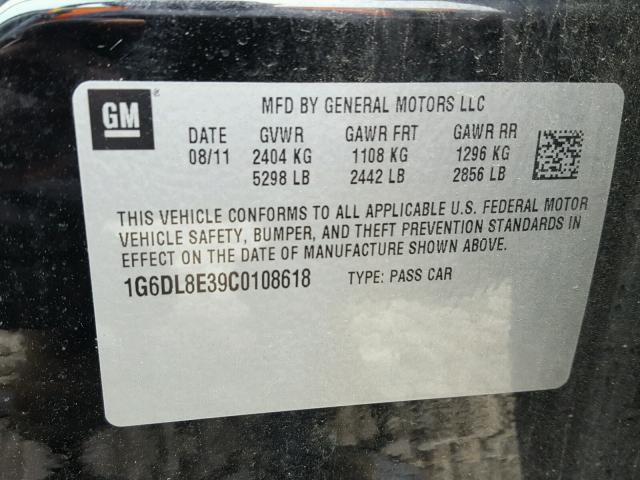 GM ®
MFD BY GENERAL MOTORS LLC
DATE GVWR GAWR FRT GAWR RR
08/11 2404 KG 1108 KG 1296 KG
5298 LB 2442 LB 2856 LB
THIS VEHICLE CONFORMS TO ALL APPLICABLE U.S. FEDERAL MOTOR
VEHICLE SAFETY, BUMPER, AND THEFT PREVENTION STANDARDS IN
EFFECT ON THE DATE OF MANUFACTURE SHOWN ABOVE.
1G6DL8E39C0108618 TYPE: PASS CAR